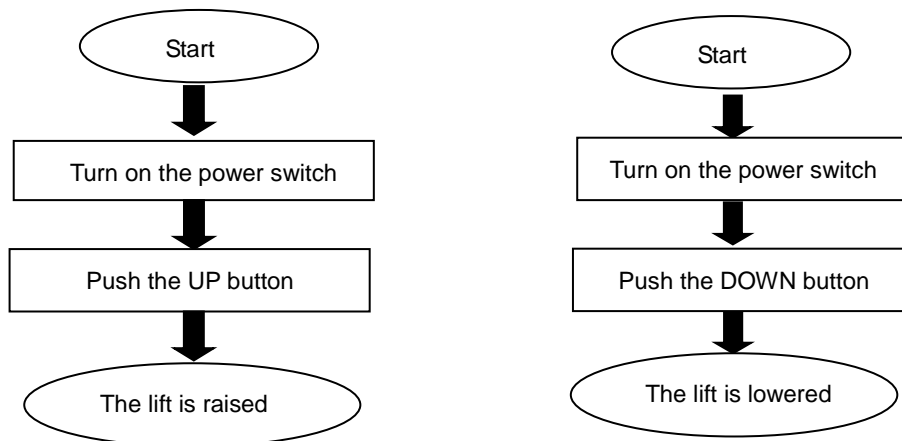 Start
Turn on the power switch
Push the UP button
The lift is raised
Start
Turn on the power switch
Push the DOWN button
The lift is lowered